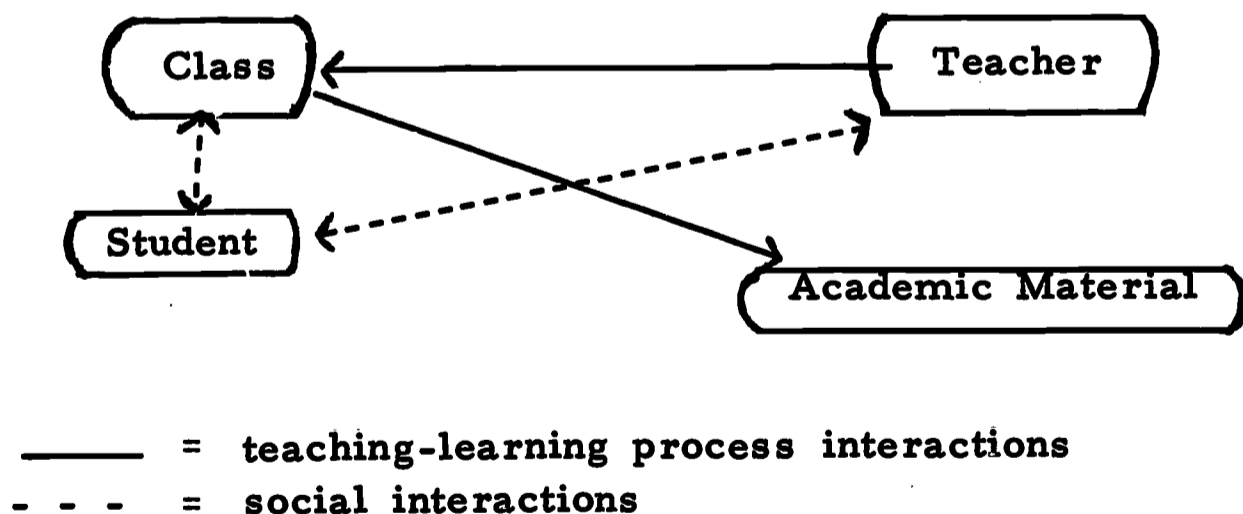 Class
Teacher
Student
Academic Material
= teaching-learning process interactions
= social interactions